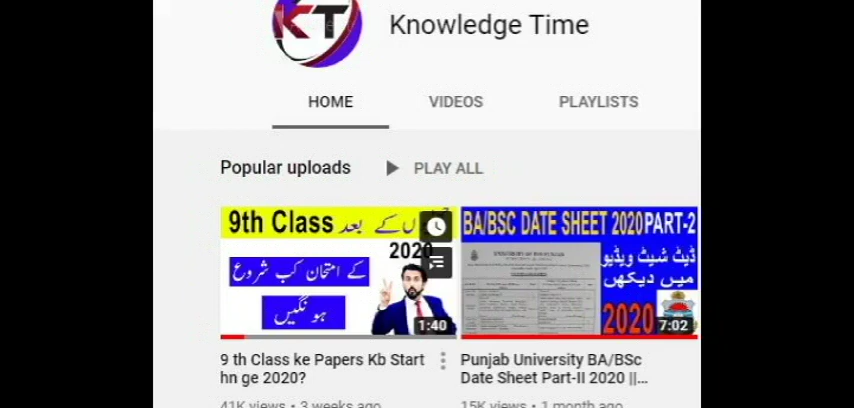 KT
Knowledge Time
HOME
VIDEOS
PLAYLISTS
Popular uploads
PLAY ALL
9th Class
وں کے بعد
2020
کے امتحان کب شروع
ہونگیں
1:40
BA/BSC DATE SHEET 2020 PART-2
ڈیٹ شیٹ ویڈیو
میں دیکھیں
2020
7:02
9 th Class ke Papers Kb Start
hn ge 2020?
Punjab University BA/BSc
Date Sheet Part-II 2020 ||...
41K views • 3 weeks ago
15K views • 1 month ago